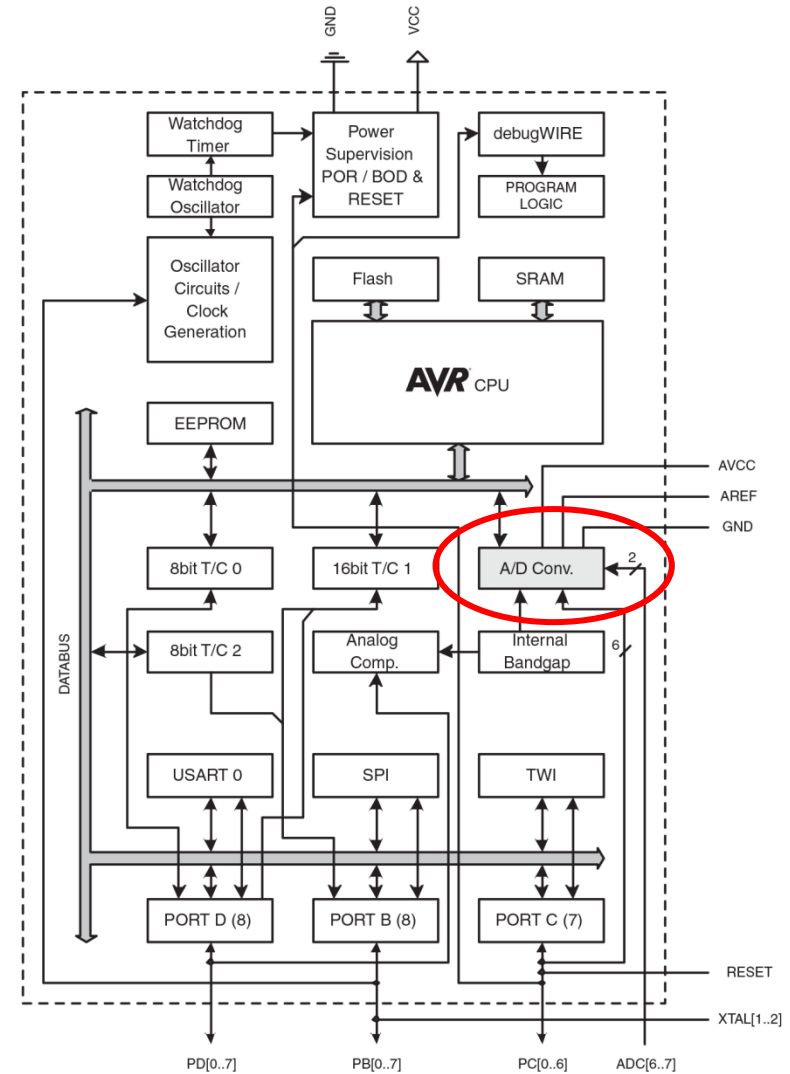 GND
VCC
Watchdog
Timer
Power
Supervision
POR / BOD &
RESET
debugWIRE
Watchdog
Oscillator
PROGRAM
LOGIC
Oscillator
Circuits /
Clock
Generation
Flash
SRAM
AVR CPU
EEPROM
AVCC
AREF
GND
8bit T/C 0
16bit T/C 1
A/D Conv.
2
DATABUS
8bit T/C 2
Analog
Comp.
Internal
Bandgap
6
USART 0
SPI
TWI
PORT D (8)
PORT B (8)
PORT C (7)
RESET
XTAL[1..2]
PD[0..7]
PB[0..7]
PC[0..6]
ADC[6..7]